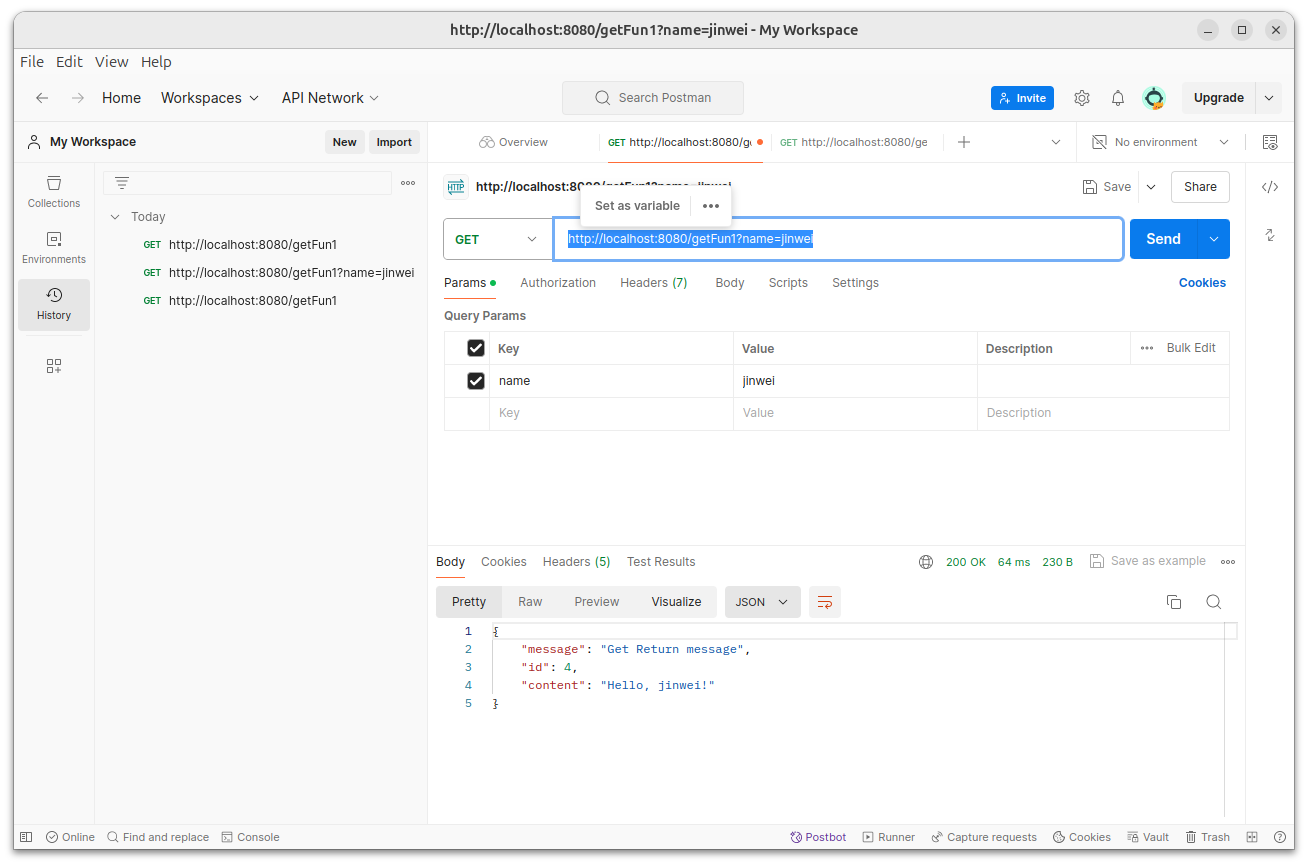 http://localhost:8080/getFun1?name=jinwei - My Workspace
File Edit View Help
Home Workspaces API Network Search Postman Invite Upgrade
My Workspace New Import Overview GET http://localhost:8080/g GET http://localhost:8080/ge No environment
Collections
Environments
History
Today
GET http://localhost:8080/getFun1
GET http://localhost:8080/getFun1?name=jinwei
GET http://localhost:8080/getFun1
HTTP http://localhost:8080/getFun1?name=jinwei Save Share
Set as variable
GET http://localhost:8080/getFun1?name=jinwei Send
Params Authorization Headers (7) Body Scripts Settings Cookies
Query Params
Key Value Description Bulk Edit
name jinwei
Key Value Description
Body Cookies Headers (5) Test Results 200 OK 64 ms 230 B Save as example
Pretty Raw Preview Visualize JSON
1 {
2 "message": "Get Return message",
3 "id": 4,
4 "content": "Hello, jinwei!"
5 }
Online Find and replace Console Postbot Runner Capture requests Cookies Vault Trash